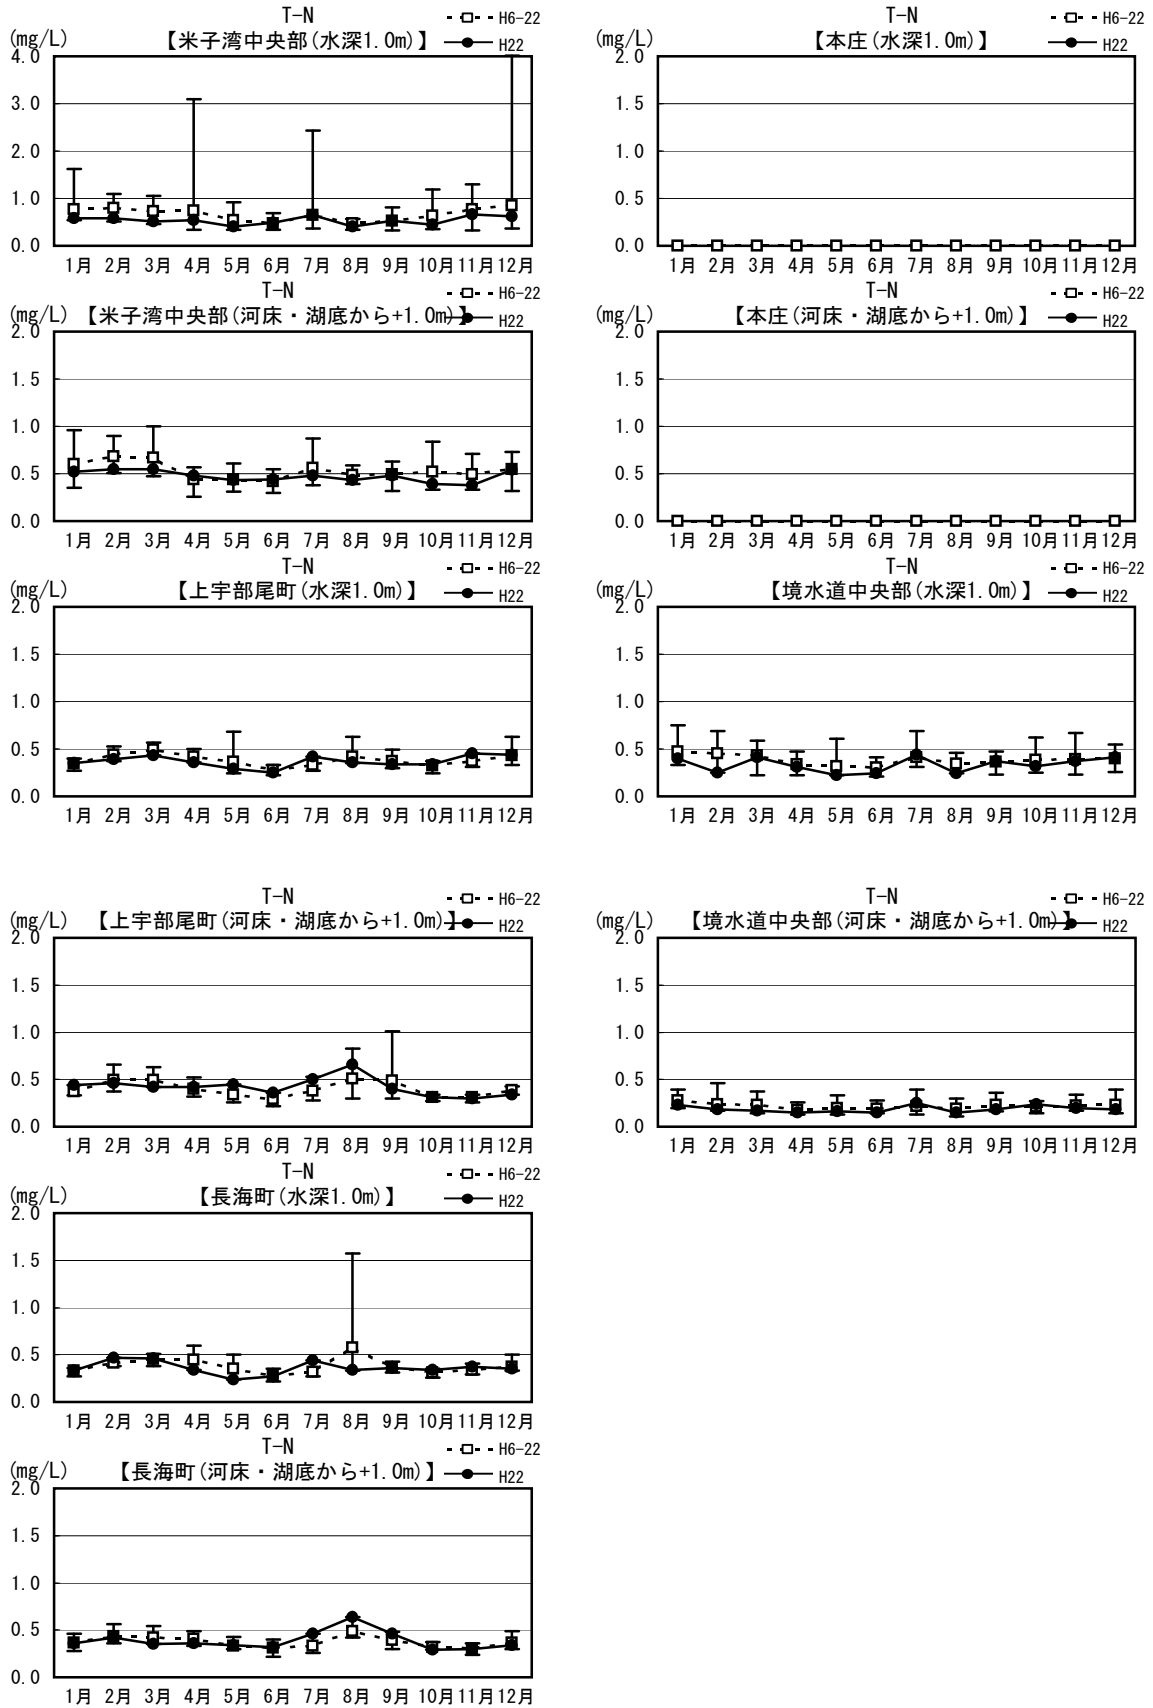 T-N
H6-22
(mg/L)
【米子湾中央部(水深1.0m)】
H22
4.0
3.0
2.0
1.0
0.0
1月 2月 3月 4月 5月 6月 7月 8月 9月 10月 11月 12月
T-N
H6-22
(mg/L)
【本庄(水深1.0m)】
H22
2.0
1.5
1.0
0.5
0.0
1月 2月 3月 4月 5月 6月 7月 8月 9月 10月 11月 12月
T-N
H6-22
(mg/L)
【米子湾中央部(河床・湖底から+1.0m)】
H22
2.0
1.5
1.0
0.5
0.0
1月 2月 3月 4月 5月 6月 7月 8月 9月 10月 11月 12月
T-N
H6-22
(mg/L)
【本庄(河床・湖底から+1.0m)】
H22
2.0
1.5
1.0
0.5
0.0
1月 2月 3月 4月 5月 6月 7月 8月 9月 10月 11月 12月
T-N
H6-22
(mg/L)
【上宇部尾町(水深1.0m)】
H22
2.0
1.5
1.0
0.5
0.0
1月 2月 3月 4月 5月 6月 7月 8月 9月 10月 11月 12月
T-N
H6-22
(mg/L)
【境水道中央部(水深1.0m)】
H22
2.0
1.5
1.0
0.5
0.0
1月 2月 3月 4月 5月 6月 7月 8月 9月 10月 11月 12月
T-N
H6-22
(mg/L)
【上宇部尾町(河床・湖底から+1.0m)】
H22
2.0
1.5
1.0
0.5
0.0
1月 2月 3月 4月 5月 6月 7月 8月 9月 10月 11月 12月
T-N
H6-22
(mg/L)
【境水道中央部(河床・湖底から+1.0m)】
H22
2.0
1.5
1.0
0.5
0.0
1月 2月 3月 4月 5月 6月 7月 8月 9月 10月 11月 12月
T-N
H6-22
(mg/L)
【長海町(水深1.0m)】
H22
2.0
1.5
1.0
0.5
0.0
1月 2月 3月 4月 5月 6月 7月 8月 9月 10月 11月 12月
T-N
H6-22
(mg/L)
【長海町(河床・湖底から+1.0m)】
H22
2.0
1.5
1.0
0.5
0.0
1月 2月 3月 4月 5月 6月 7月 8月 9月 10月 11月 12月